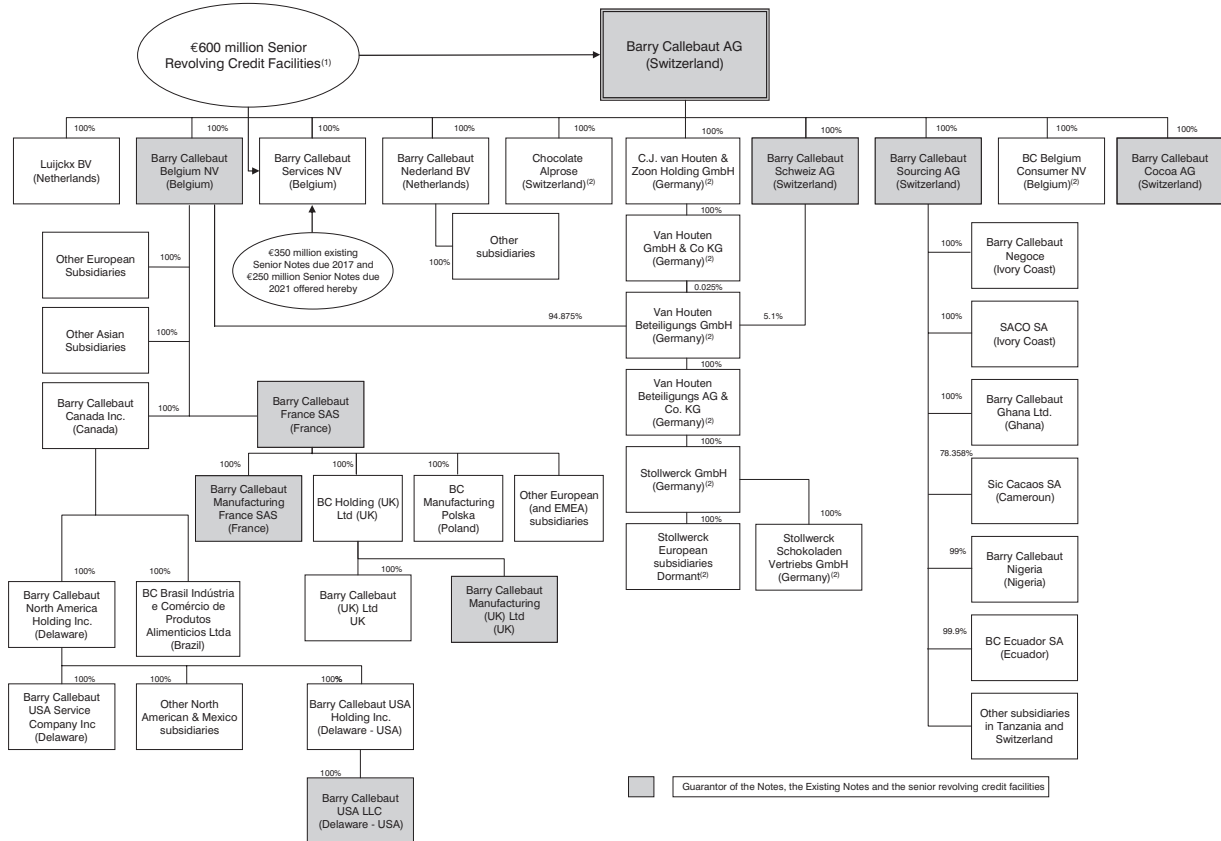 €600 million Senior
Revolving Credit Facilities(1)
Barry Callebaut AG
(Switzerland)
100%
100%
100%
100%
100%
100%
100%
100%
100%
100%
Luijckx BV
(Netherlands)
Barry Callebaut
Belgium NV
(Belgium)
Barry Callebaut
Services NV
(Belgium)
Barry Callebaut
Nederland BV
(Netherlands)
Chocolate
Alprose
(Switzerland)(2)
C.J. van Houten &
Zoon Holding GmbH
(Germany)(2)
Barry Callebaut
Schweiz AG
(Switzerland)
Barry Callebaut
Sourcing AG
(Switzerland)
BC Belgium
Consumer NV
(Belgium)(2)
Barry Callebaut
Cocoa AG
(Switzerland)
100%
Other European
Subsidiaries
100%
€350 million existing
Senior Notes due 2017 and
€250 million Senior Notes due
2021 offered hereby
Other
subsidiaries
100%
Van Houten
GmbH & Co KG
(Germany)(2)
0.025%
100%
Barry Callebaut
Negoce
(Ivory Coast)
Other Asian
Subsidiaries
100%
94.875%
Van Houten
Beteiligungs GmbH
(Germany)(2)
5.1%
100%
100%
SACO SA
(Ivory Coast)
Barry Callebaut
Canada Inc.
(Canada)
100%
Barry Callebaut
France SAS
(France)
Van Houten
Beteiligungs AG &
Co. KG
(Germany)(2)
100%
100%
Barry Callebaut
Ghana Ltd.
(Ghana)
100%
100%
100%
Barry Callebaut
Manufacturing
France SAS
(France)
BC Holding (UK)
Ltd (UK)
BC
Manufacturing
Polska
(Poland)
Other European
(and EMEA)
subsidiaries
Stollwerck GmbH
(Germany)(2)
100%
100%
78.358%
Sic Cacaos SA
(Cameroun)
100%
100%
100%
100%
Barry Callebaut
North America
Holding Inc.
(Delaware)
BC Brasil Indústria
e Comércio de
Produtos
Alimenticios Ltda
(Brazil)
Barry Callebaut
(UK) Ltd
UK
Barry Callebaut
Manufacturing
(UK) Ltd
(UK)
Stollwerck
European
subsidiaries
Dormant(2)
Stollwerck
Schokoladen
Vertriebs GmbH
(Germany)(2)
99%
Barry Callebaut
Nigeria
(Nigeria)
99.9%
BC Ecuador SA
(Ecuador)
100%
100%
100%
Barry Callebaut
USA Service
Company Inc
(Delaware)
Other North
American & Mexico
subsidiaries
Barry Callebaut USA
Holding Inc.
(Delaware - USA)
Other subsidiaries
in Tanzania and
Switzerland
100%
Barry Callebaut
USA LLC
(Delaware - USA)
Guarantor of the Notes, the Existing Notes and the senior revolving credit facilities